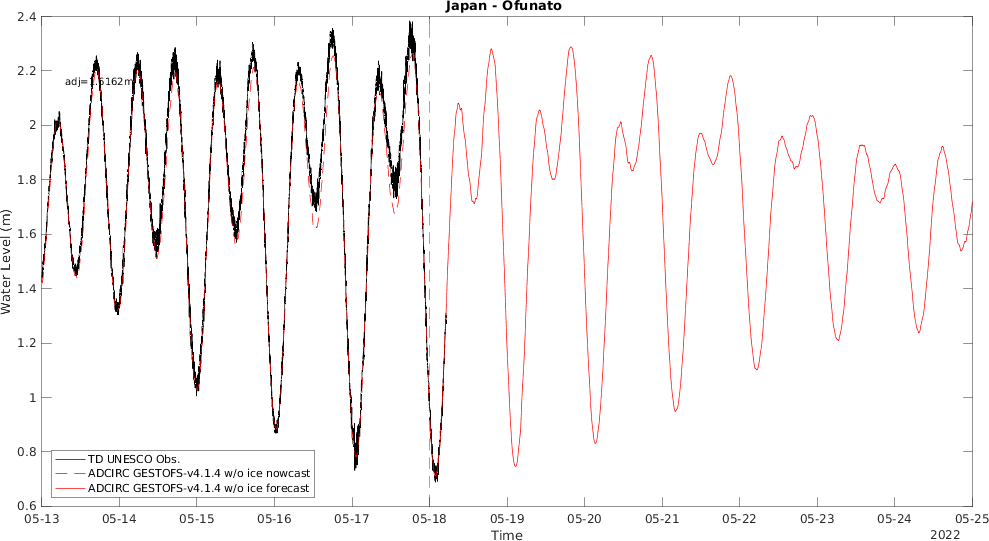 Japan - Ofunato
2.4
2.2
2
1.8
1.6
1.4
1.2
1
0.8
0.6
Water Level (m)
TD UNESCO Obs.
ADCIRC GESTOFS-v4.1.4 w/o ice nowcast
ADCIRC GESTOFS-v4.1.4 w/o ice forecast
05-13 05-14 05-15 05-16 05-17 05-18 05-19 05-20 05-21 05-22 05-23 05-24 05-25
Time
2022